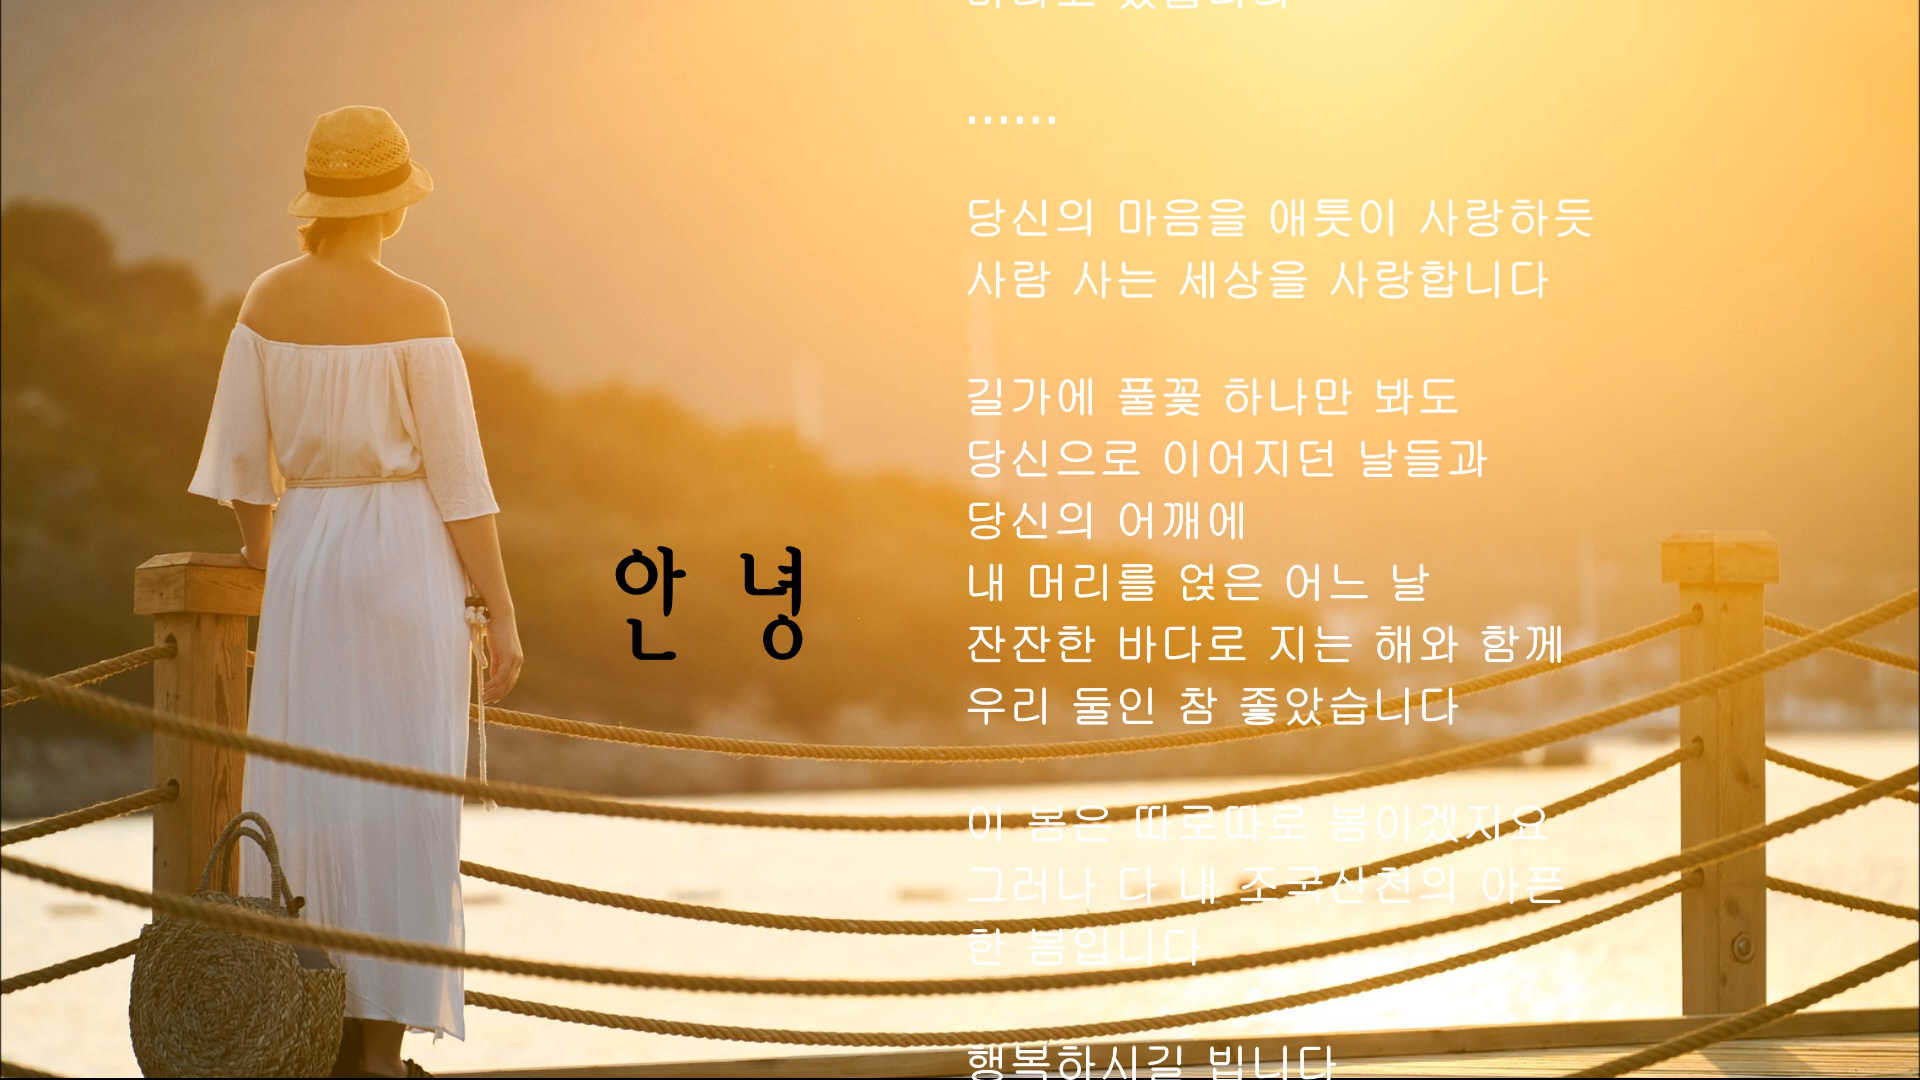 ……
당신의 마음을 애틋이 사랑하듯
사람 사는 세상을 사랑합니다
길가에 풀꽃 하나만 봐도
당신으로 이어지던 날들과
당신의 어깨에
내 머리를 얹은 어느 날
잔잔한 바다로 지는 해와 함께
우리 둘인 참 좋았습니다
이 봄은 따로따로 봄이겠지요
그러나 다 내 조국산천의 아픈
한 봄입니다
행복하시길 빕니다
안 녕